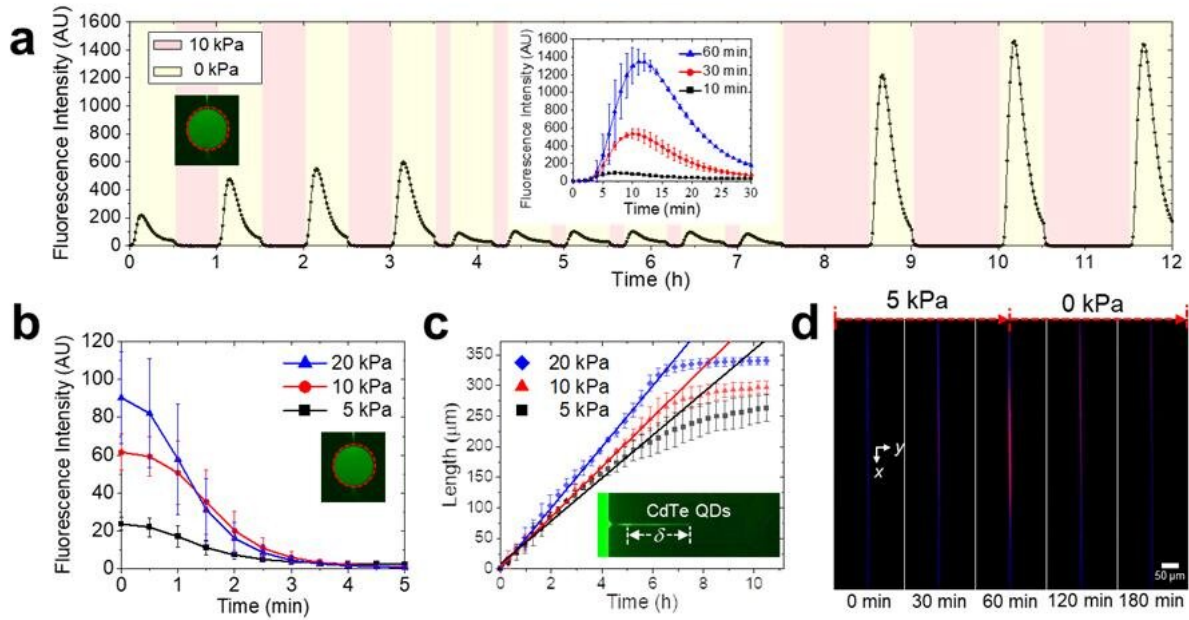 a
Fluorescence Intensity (AU)
1600
1400
1200
1000
800
600
400
200
0
10 kPa
0 kPa
Fluorescence Intensity (AU)
1600
1400
1200
1000
800
600
400
200
0
60 min
30 min
10 min
0 5 10 15 20 25 30
Time (min)
0 1 2 3 4 5 6 7 8 9 10 11 12
Time (h)
b
Fluorescence Intensity (AU)
120
100
80
60
40
20
0
20 kPa
10 kPa
5 kPa
0 1 2 3 4 5
Time (min)
c
Length (μm)
350
300
250
200
150
100
50
0
20 kPa
10 kPa
5 kPa
CdTe QDs
δ
0 2 4 6 8 10
Time (h)
d
5 kPa 0 kPa
y
x
50 μm
0 min 30 min 60 min 120 min 180 min